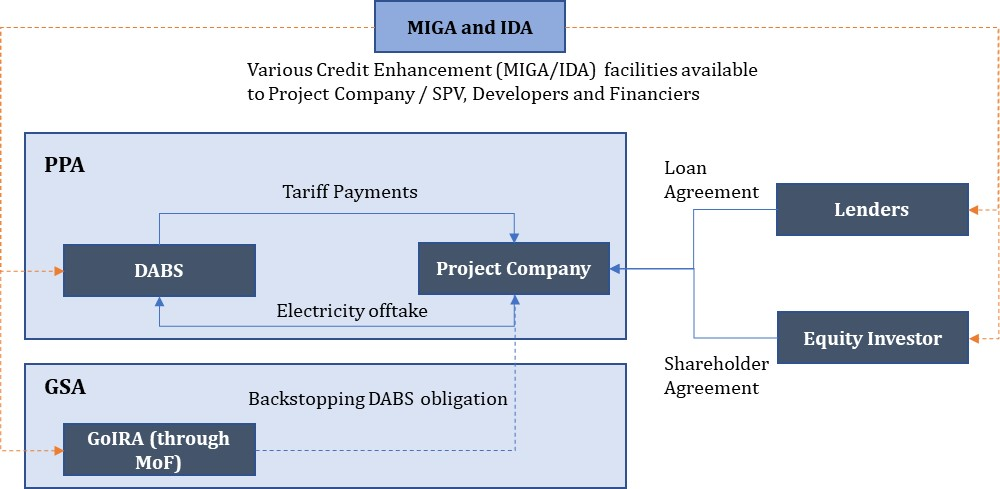 MIGA and IDA
Various Credit Enhancement (MIGA/IDA) facilities available
to Project Company / SPV, Developers and Financiers
PPA
Tariff Payments
DABS
Project Company
Electricity offtake
Loan
Agreement
Lenders
Equity Investor
Shareholder
Agreement
GSA
Backstopping DABS obligation
GoIRA (through
MoF)